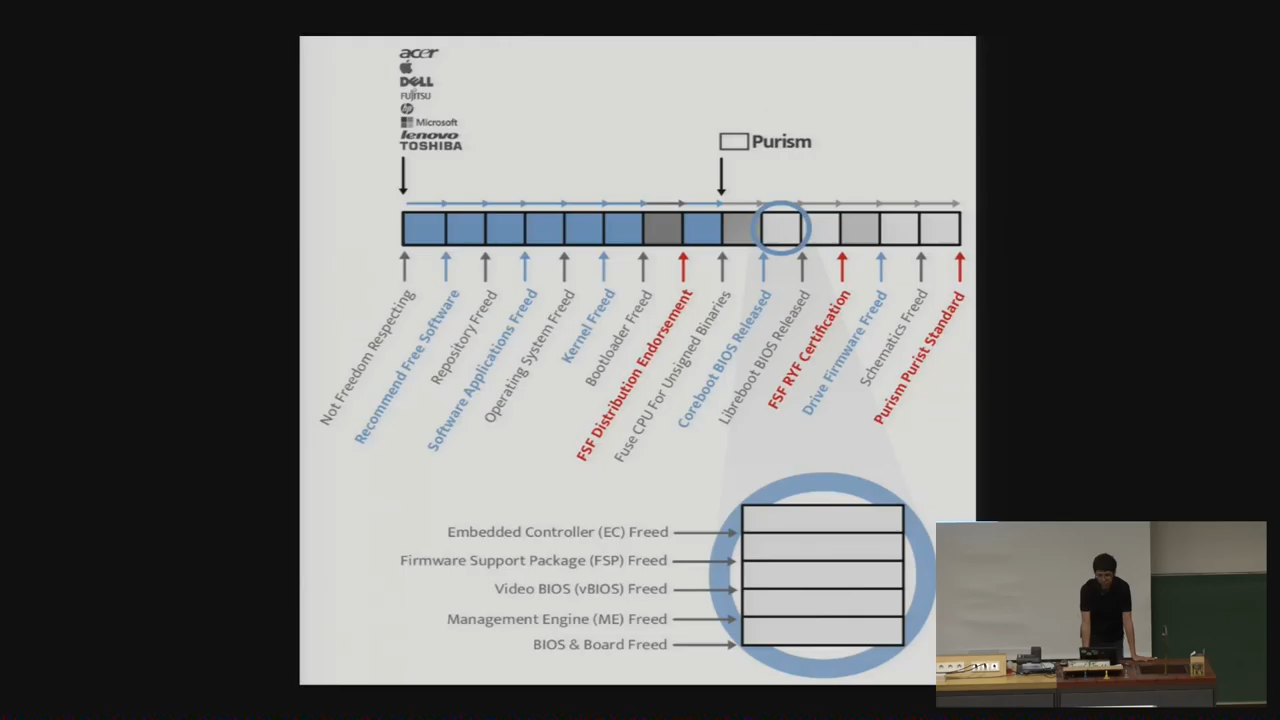 acer
DELL
FUJITSU
hp
Microsoft
lenovo
TOSHIBA
Purism
Not Freedom Respecting
Recommend Free Software
Repository Freed
Software Applications Freed
Operating System Freed
Kernel Freed
Bootloader Freed
FSF Distribution Endorsement
Fuse CPU For Unsigned Binaries
Coreboot BIOS Released
Libreboot BIOS Released
FSF RYF Certification
Drive Firmware Freed
Schematics Freed
Purism Purist Standard
Embedded Controller (EC) Freed
Firmware Support Package (FSP) Freed
Video BIOS (vBIOS) Freed
Management Engine (ME) Freed
BIOS & Board Freed